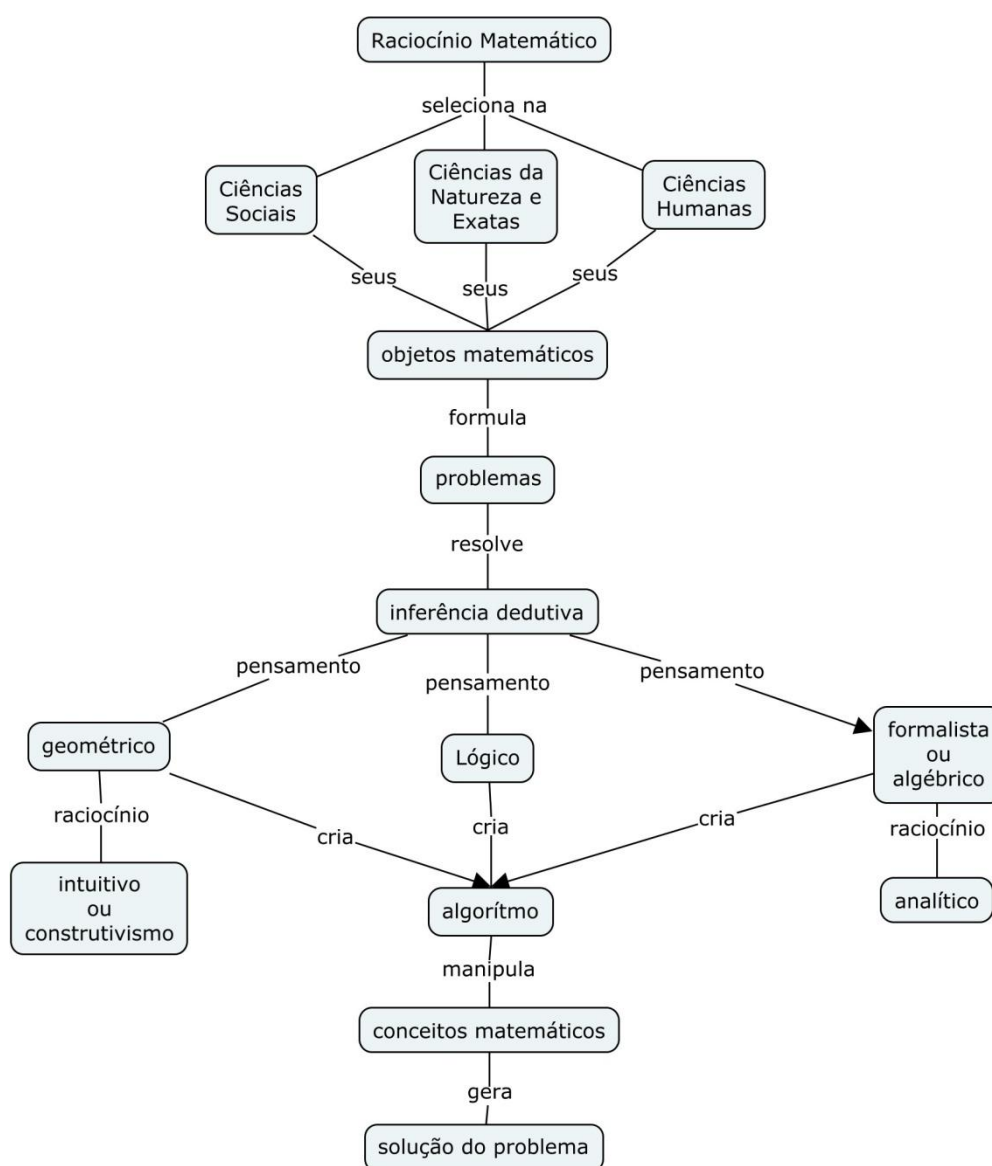 Raciocínio Matemático
seleciona na
Ciências
Sociais
Ciências da
Natureza e
Exatas
Ciências
Humanas
seus
seus
seus
objetos matemáticos
formula
problemas
resolve
inferência dedutiva
pensamento
pensamento
pensamento
geométrico
Lógico
formalista
ou
algébrico
raciocínio
cria
cria
cria
raciocínio
intuitivo
ou
construtivismo
algorítmo
analítico
manipula
conceitos matemáticos
gera
solução do problema